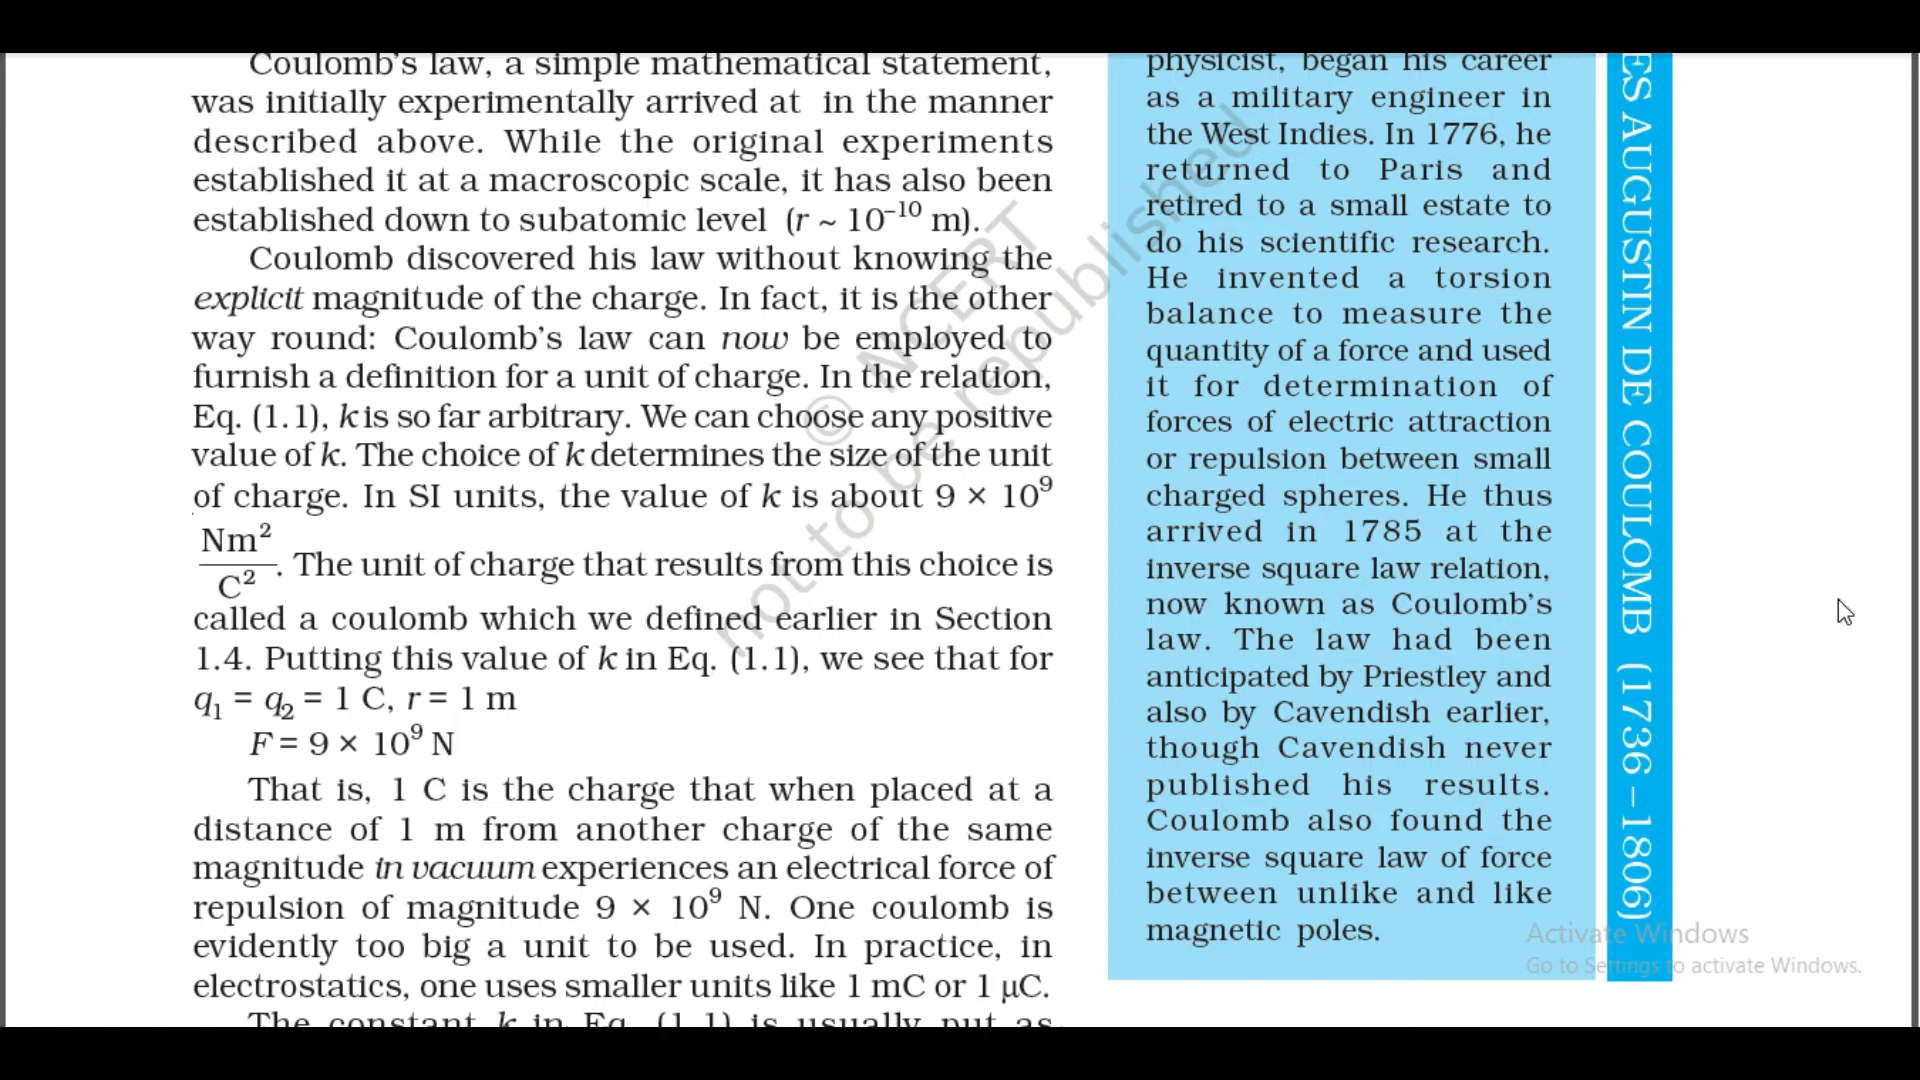 Coulomb's law, a simple mathematical statement,
was initially experimentally arrived at in the manner
described above. While the original experiments
established it at a macroscopic scale, it has also been
established down to subatomic level (r ~ 10⁻¹⁰ m).
Coulomb discovered his law without knowing the
explicit magnitude of the charge. In fact, it is the other
way round: Coulomb's law can now be employed to
furnish a definition for a unit of charge. In the relation,
Eq. (1.1), k is so far arbitrary. We can choose any positive
value of k. The choice of k determines the size of the unit
of charge. In SI units, the value of k is about 9 × 10⁹
Nm²
C²
. The unit of charge that results from this choice is
called a coulomb which we defined earlier in Section
1.4. Putting this value of k in Eq. (1.1), we see that for
q₁ = q₂ = 1 C, r = 1 m
F = 9 × 10⁹ N
That is, 1 C is the charge that when placed at a
distance of 1 m from another charge of the same
magnitude in vacuum experiences an electrical force of
repulsion of magnitude 9 × 10⁹ N. One coulomb is
evidently too big a unit to be used. In practice, in
electrostatics, one uses smaller units like 1 mC or 1 μC.
The constant k in Eq. (1.1) is usually put as
physicist, began his career
as a military engineer in
the West Indies. In 1776, he
returned to Paris and
retired to a small estate to
do his scientific research.
He invented a torsion
balance to measure the
quantity of a force and used
it for determination of
forces of electric attraction
or repulsion between small
charged spheres. He thus
arrived in 1785 at the
inverse square law relation,
now known as Coulomb's
law. The law had been
anticipated by Priestley and
also by Cavendish earlier,
though Cavendish never
published his results.
Coulomb also found the
inverse square law of force
between unlike and like
magnetic poles.
ES AUGUSTIN DE COULOMB (1736 – 1806)
© NCERT
not to be republished
Activate Windows
Go to Settings to activate Windows.